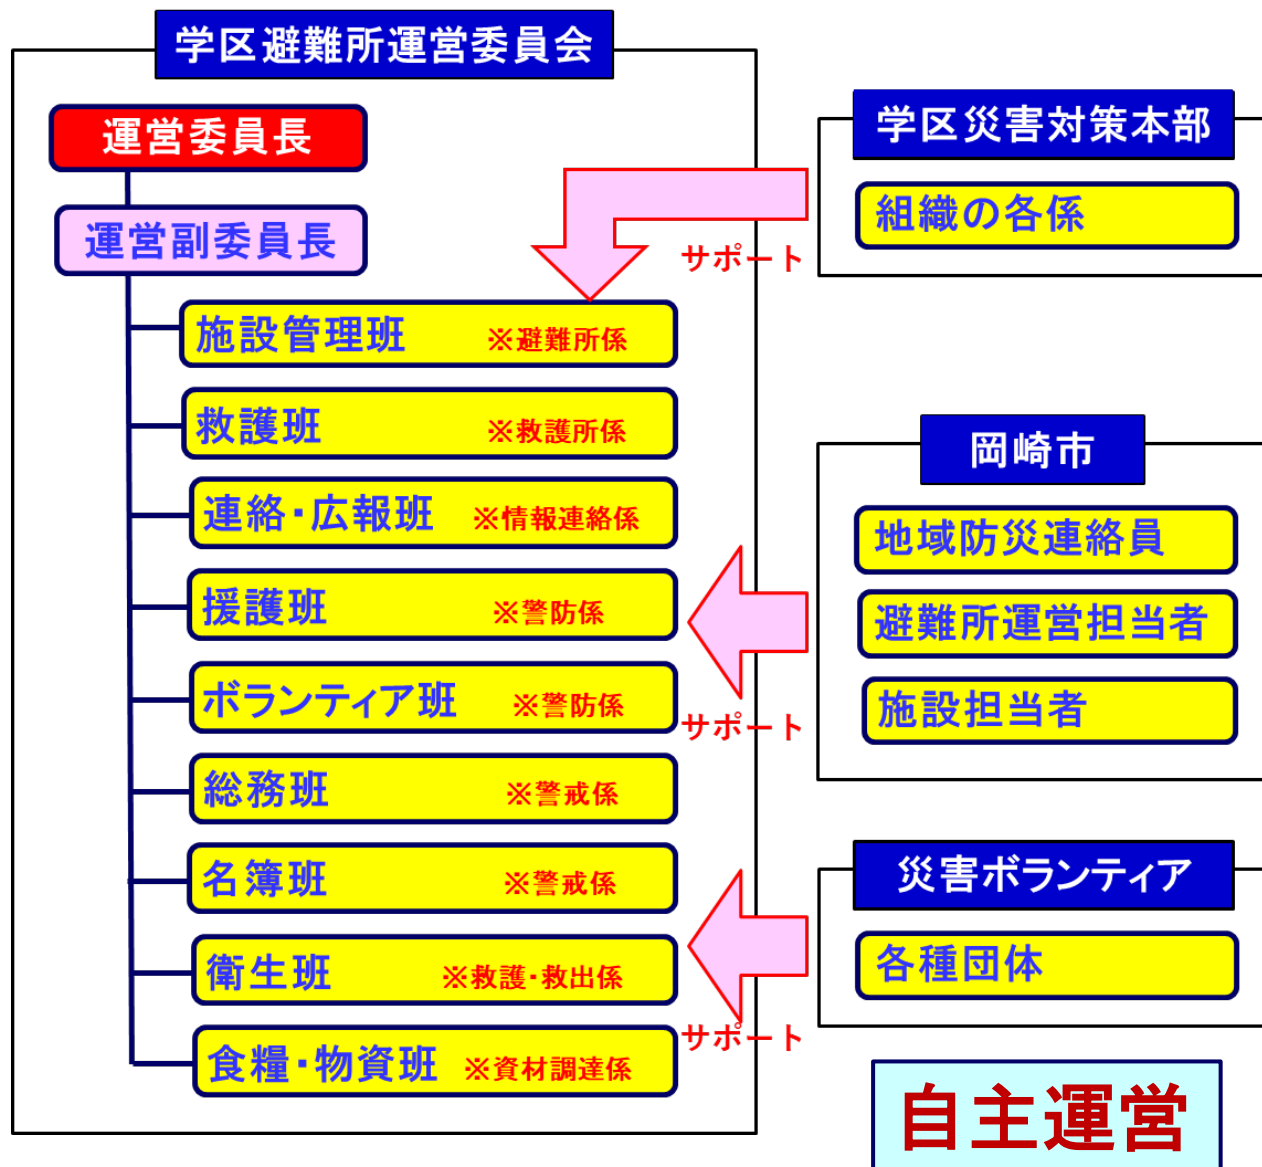 学区避難所運営委員会
運営委員長
運営副委員長
施設管理班 ※避難所係
救護班 ※救護所係
連絡・広報班 ※情報連絡係
援護班 ※警防係
ボランティア班 ※警防係
総務班 ※警戒係
名簿班 ※警戒係
衛生班 ※救護・救出係
食糧・物資班 ※資材調達係
学区災害対策本部
組織の各係
サポート
岡崎市
地域防災連絡員
避難所運営担当者
施設担当者
サポート
災害ボランティア
各種団体
サポート
自主運営